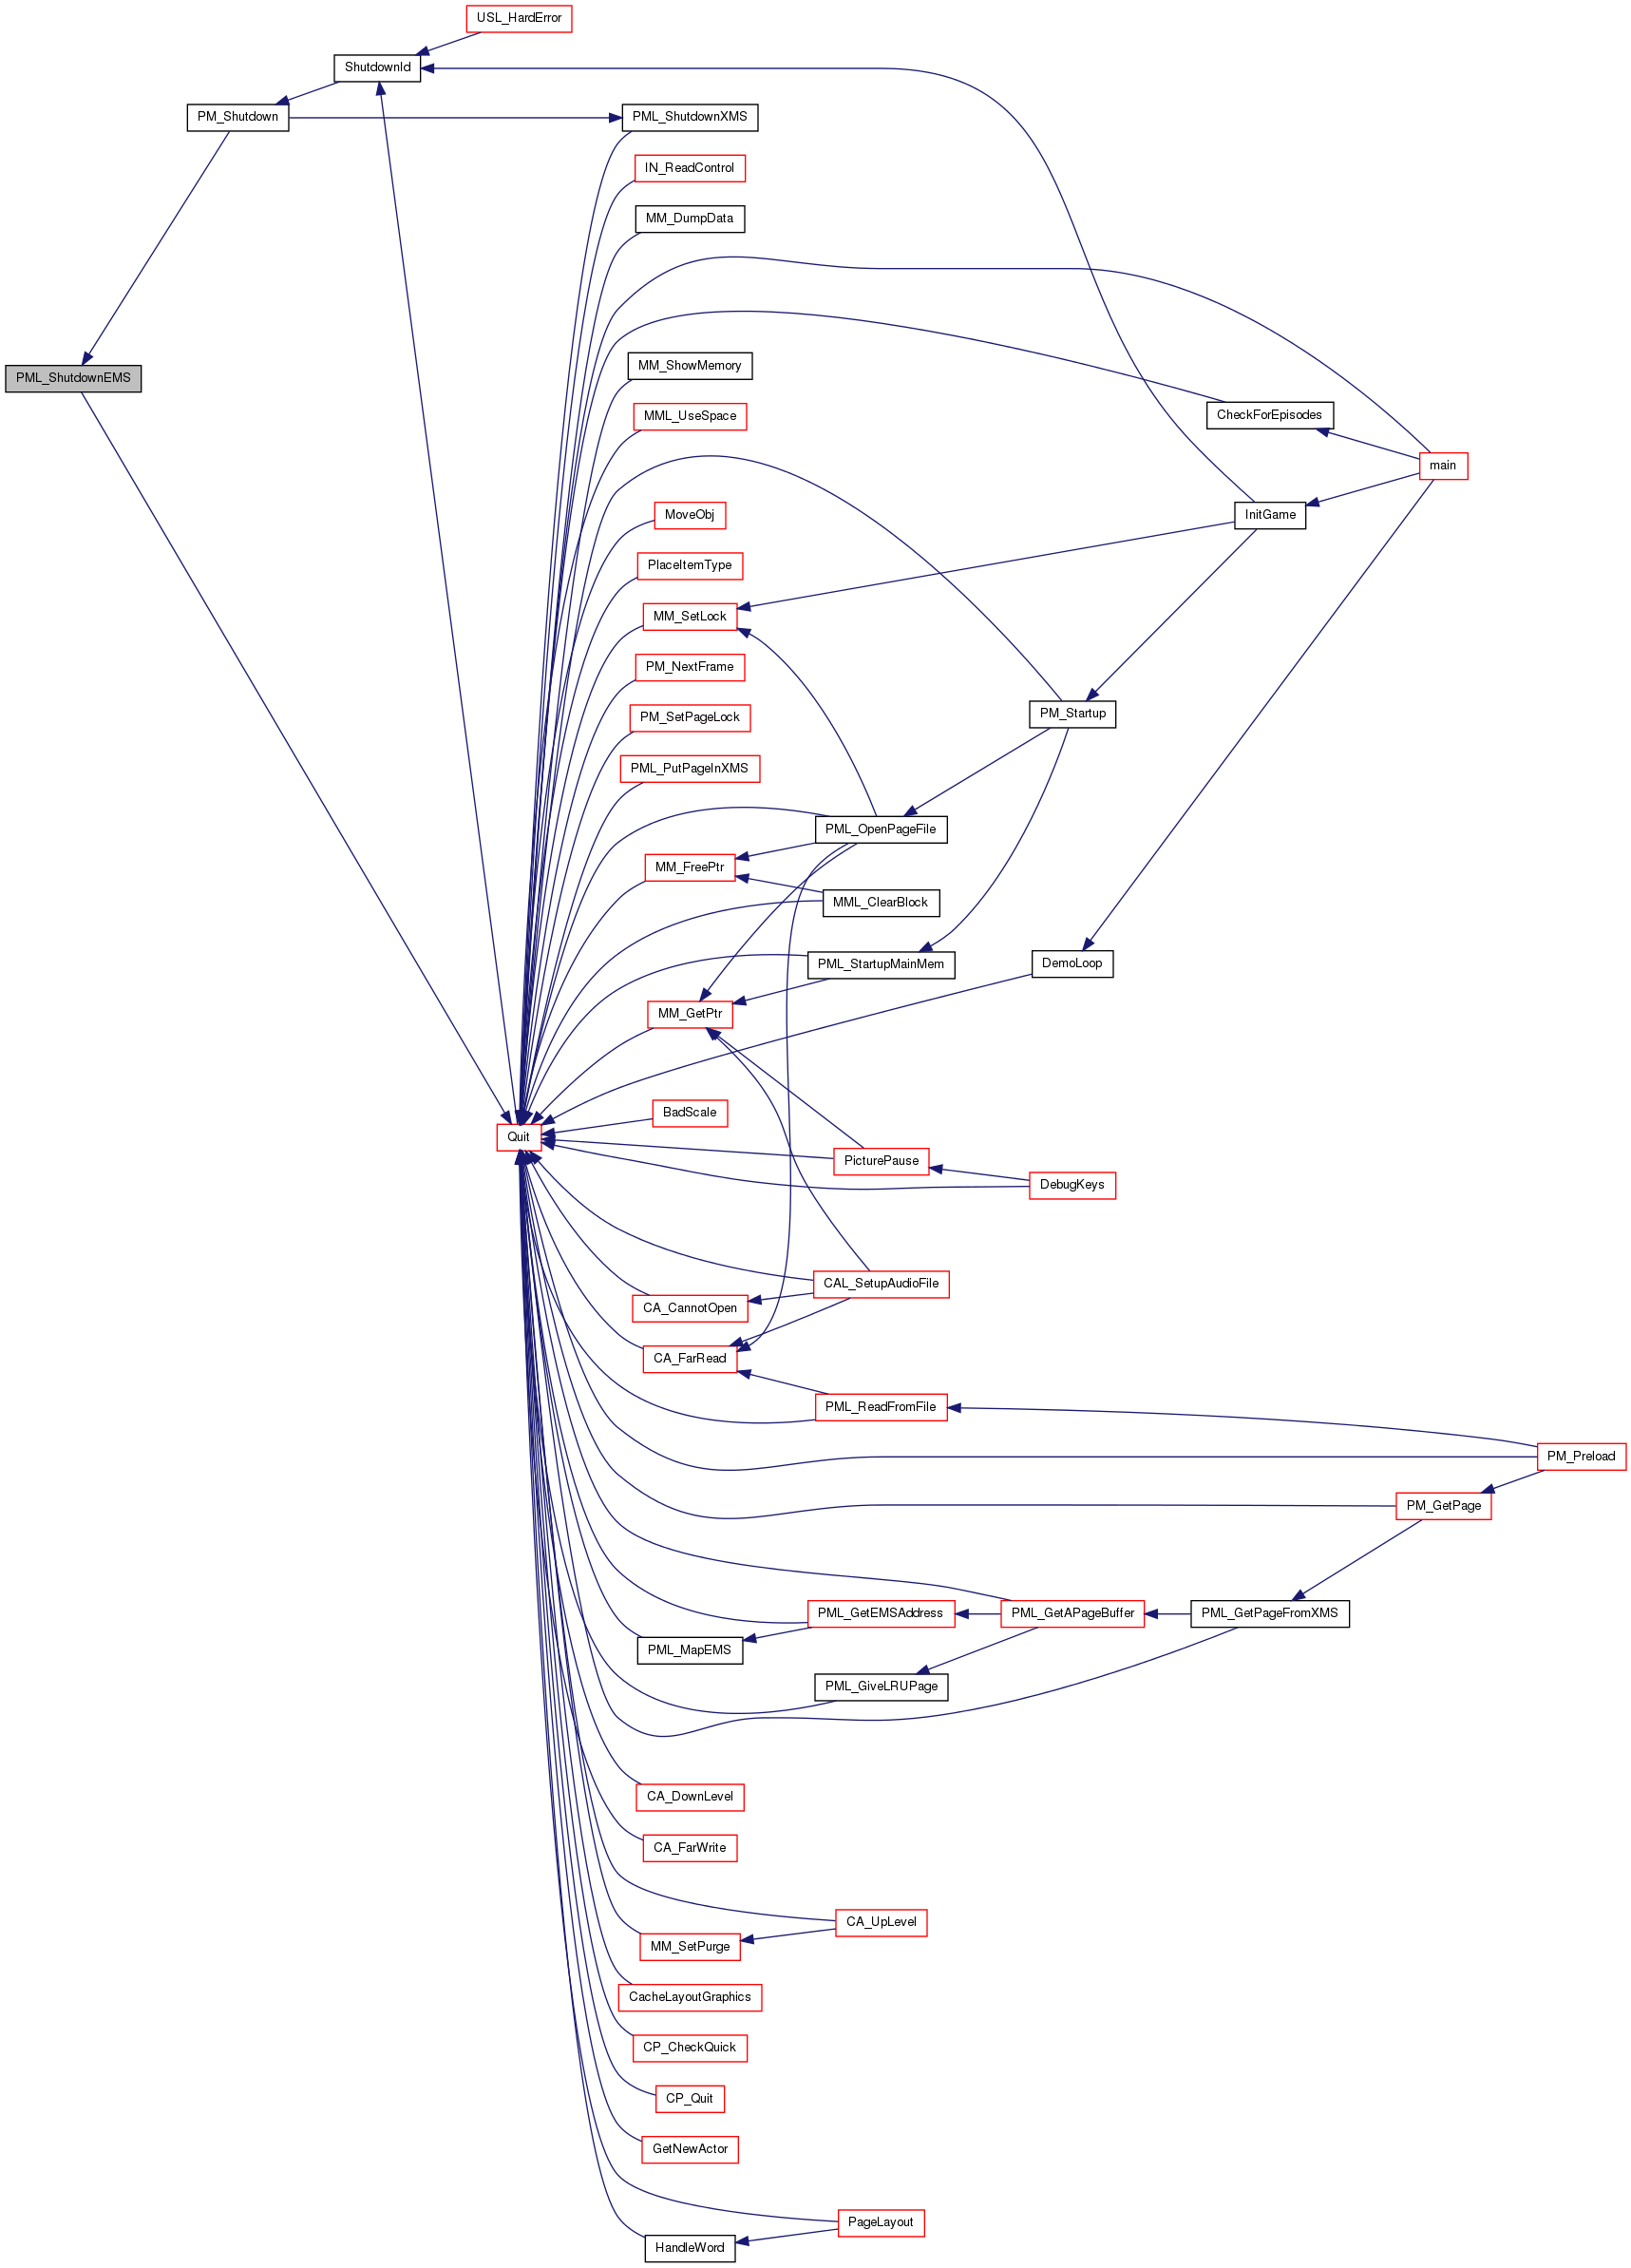 USL_HardError
ShutdownId
PM_Shutdown
PML_ShutdownXMS
IN_ReadControl
MM_DumpData
MM_ShowMemory
PML_ShutdownEMS
MML_UseSpace
CheckForEpisodes
main
MoveObj
InitGame
PlaceItemType
MM_SetLock
PM_NextFrame
PM_SetPageLock
PM_Startup
PML_PutPageInXMS
PML_OpenPageFile
MM_FreePtr
MML_ClearBlock
PML_StartupMainMem
DemoLoop
MM_GetPtr
BadScale
Quit
PicturePause
DebugKeys
CAL_SetupAudioFile
CA_CannotOpen
CA_FarRead
PML_ReadFromFile
PM_Preload
PM_GetPage
PML_GetEMSAddress
PML_GetAPageBuffer
PML_GetPageFromXMS
PML_MapEMS
PML_GiveLRUPage
CA_DownLevel
CA_FarWrite
CA_UpLevel
MM_SetPurge
CacheLayoutGraphics
CP_CheckQuick
CP_Quit
GetNewActor
PageLayout
HandleWord